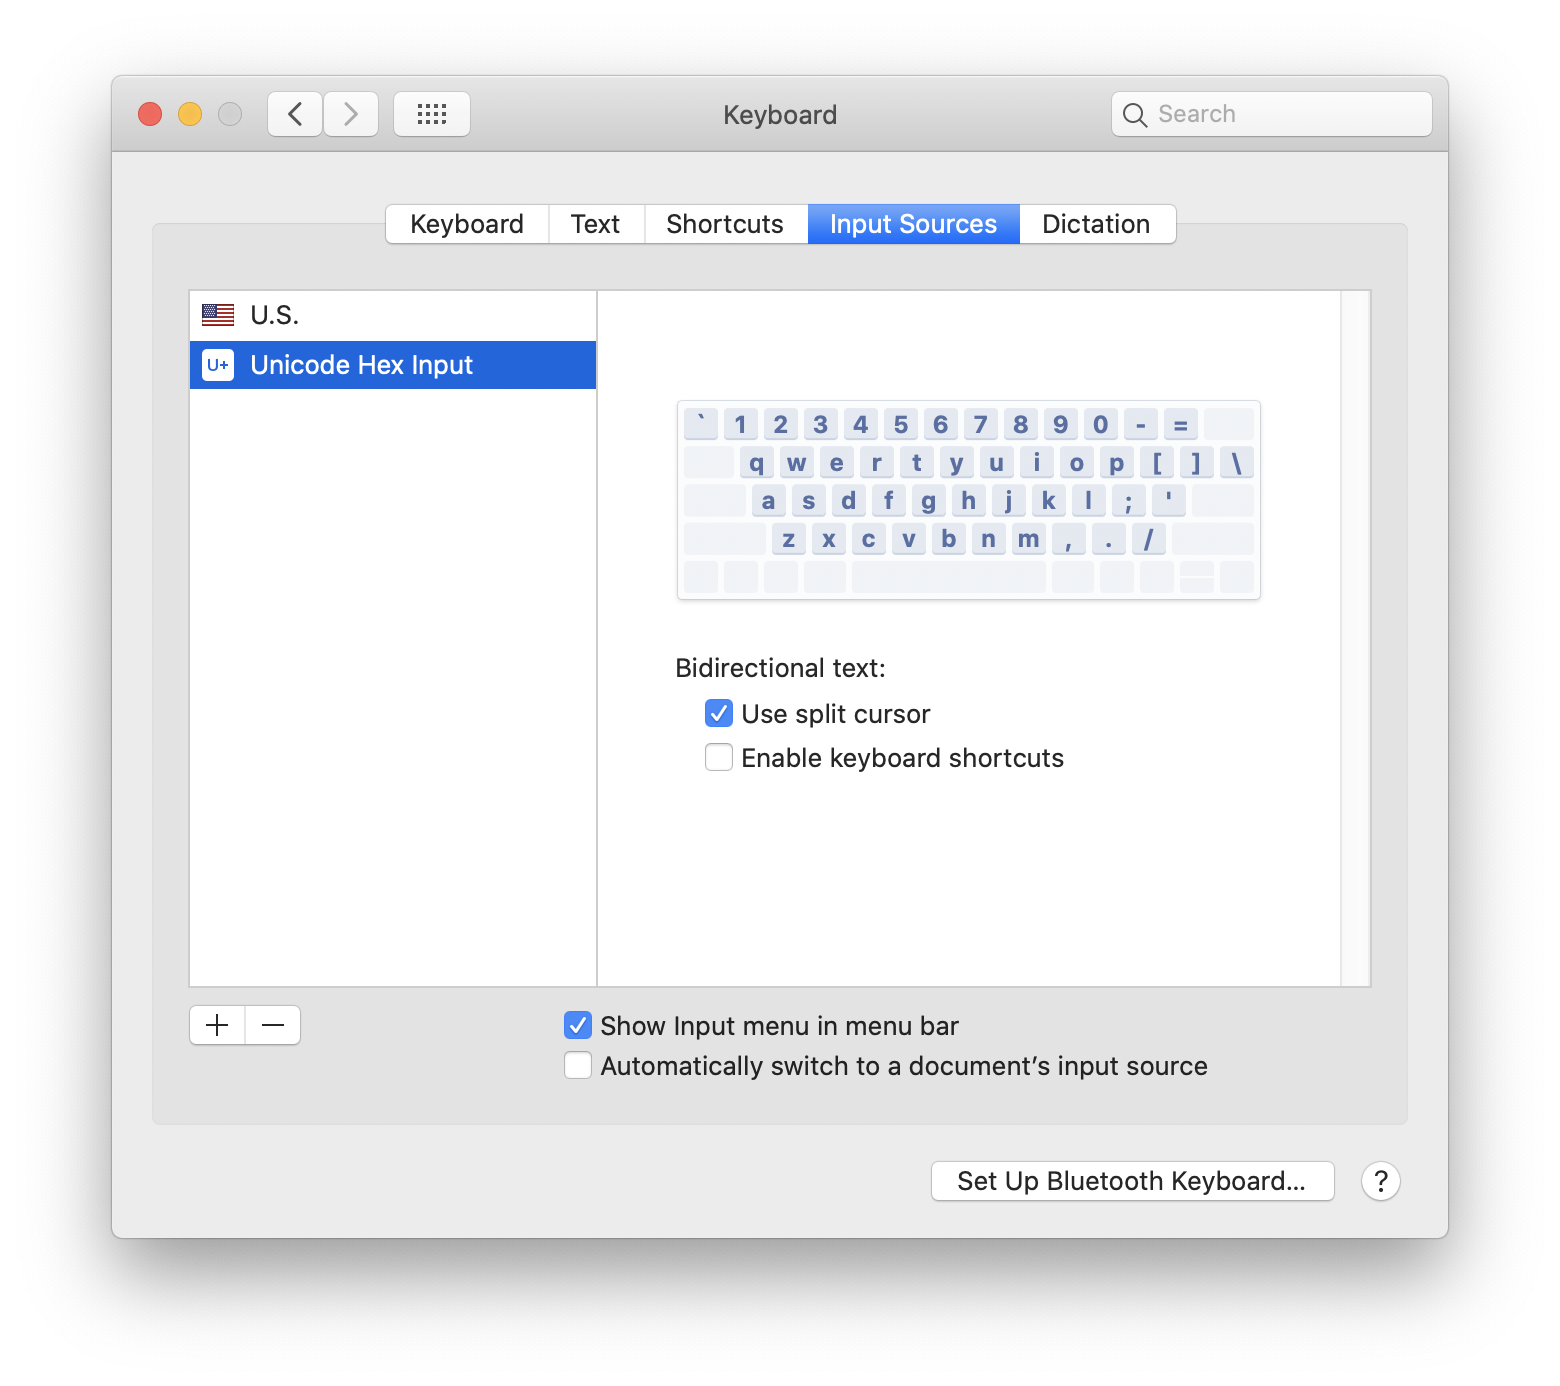 Keyboard
Search
Keyboard Text Shortcuts Input Sources Dictation
U.S.
U+ Unicode Hex Input
` 1 2 3 4 5 6 7 8 9 0 - =
q w e r t y u i o p [ ] \
a s d f g h j k l ; '
z x c v b n m , . /
Bidirectional text:
Use split cursor
Enable keyboard shortcuts
Show Input menu in menu bar
Automatically switch to a document’s input source
Set Up Bluetooth Keyboard... ?